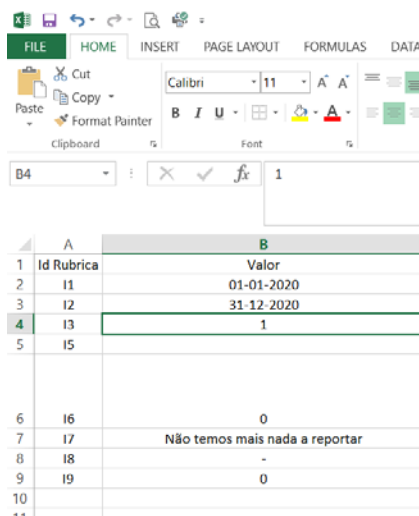 FILE HOME INSERT PAGE LAYOUT FORMULAS DATA
Cut
Copy
Format Painter
Paste
Clipboard
Calibri 11 A A
B I U A
Font
B4 fx 1
A B
1 Id Rubrica Valor
2 I1 01-01-2020
3 I2 31-12-2020
4 I3 1
5 I5
6 I6 0
7 I7 Não temos mais nada a reportar
8 I8 -
9 I9 0
10
11